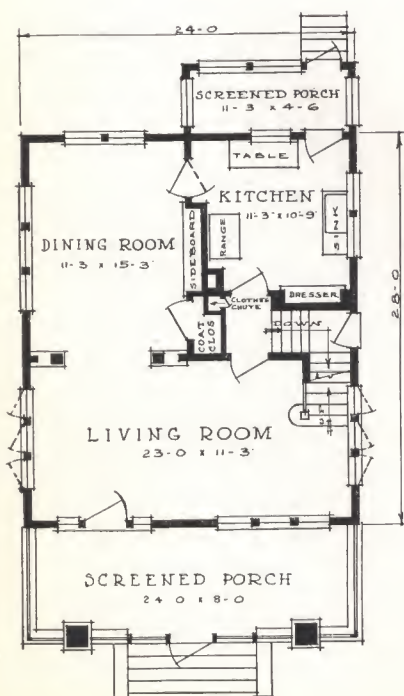 24-0
SCREENED PORCH
11-3 x 4-6
TABLE
KITCHEN
11-3 x 10-9
SINK
RANGE
SIDEBOARD
DINING ROOM
11-3 x 15-3
28-0
DRESSER
CLOTHES
CHUTE
COAT
CLOS
DOWN
UP
LIVING ROOM
23-0 x 11-3
SCREENED PORCH
24 0 x 8-0